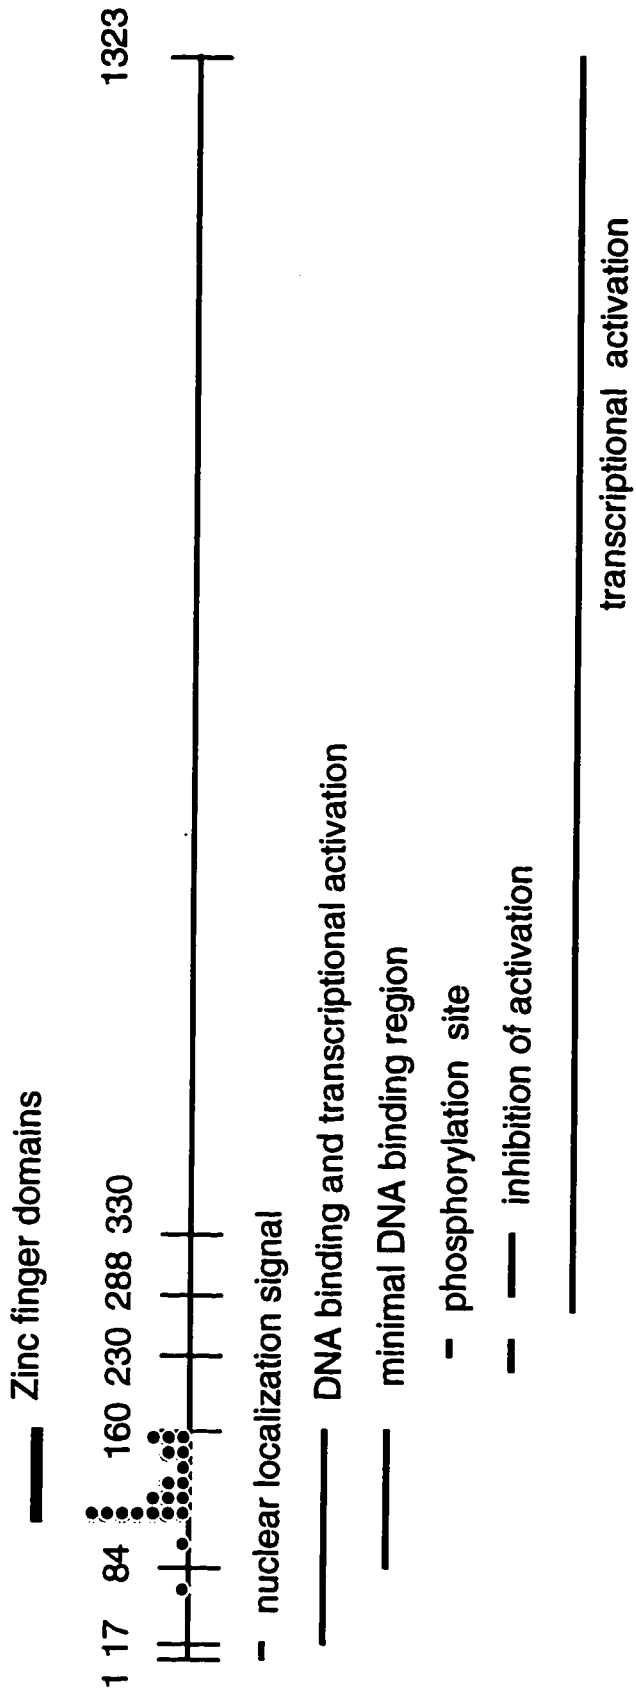 Zinc finger domains
1 17 84 160 230 288 330 1323
nuclear localization signal
DNA binding and transcriptional activation
minimal DNA binding region
phosphorylation site
inhibition of activation
transcriptional activation